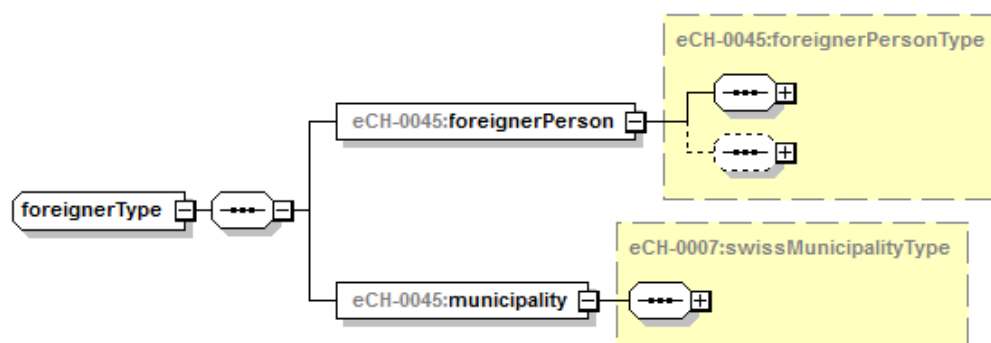 eCH-0045:foreignerPersonType
eCH-0045:foreignerPerson
foreignerType
eCH-0007:swissMunicipalityType
eCH-0045:municipality